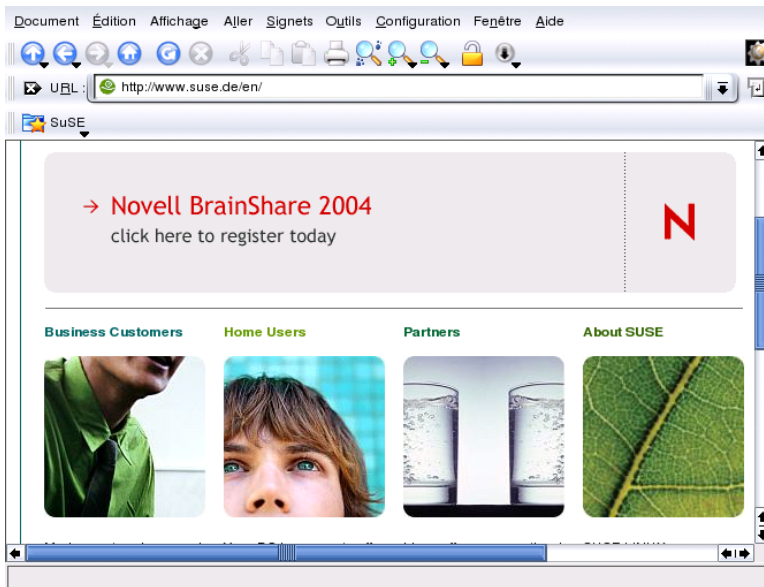 Document Édition Affichage Aller Signets Outils Configuration Fenêtre Aide
URL : http://www.suse.de/en/
SuSE
→ Novell BrainShare 2004
click here to register today
N
Business Customers Home Users Partners About SUSE